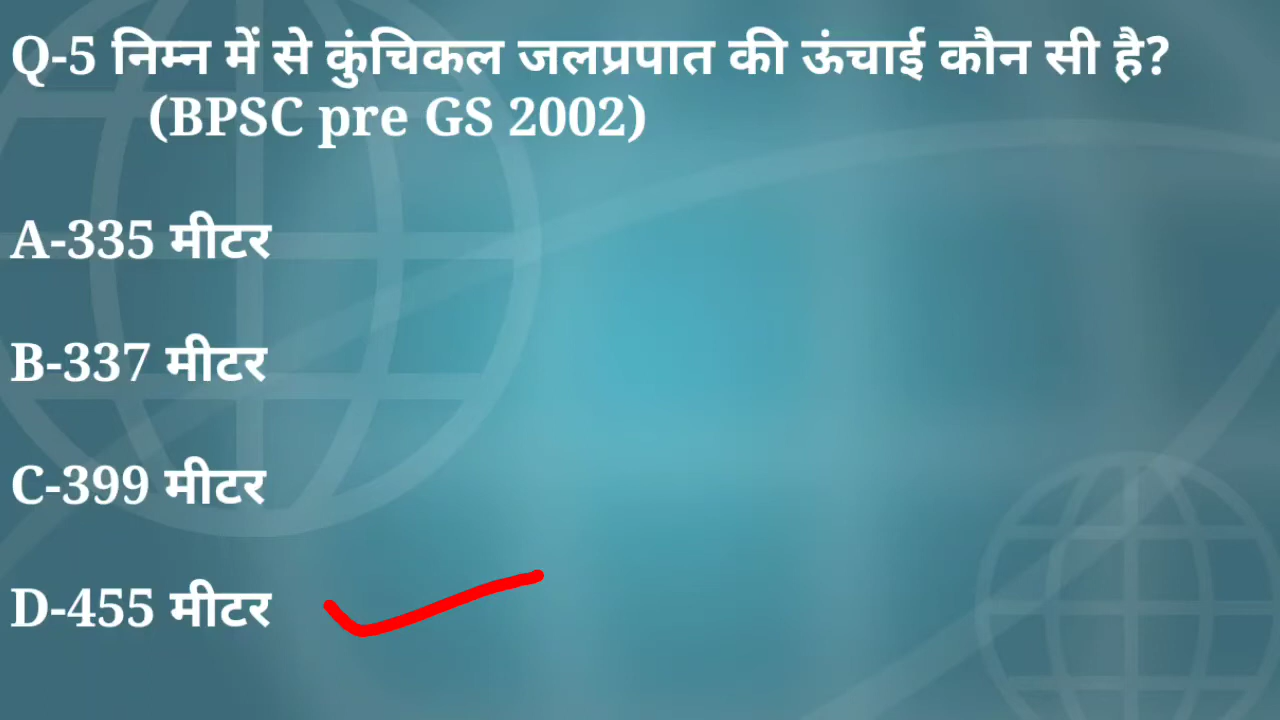 Q-5 निम्न में से कुंचिकल जलप्रपात की ऊंचाई कौन सी है?
(BPSC pre GS 2002)
A-335 मीटर
B-337 मीटर
C-399 मीटर
D-455 मीटर